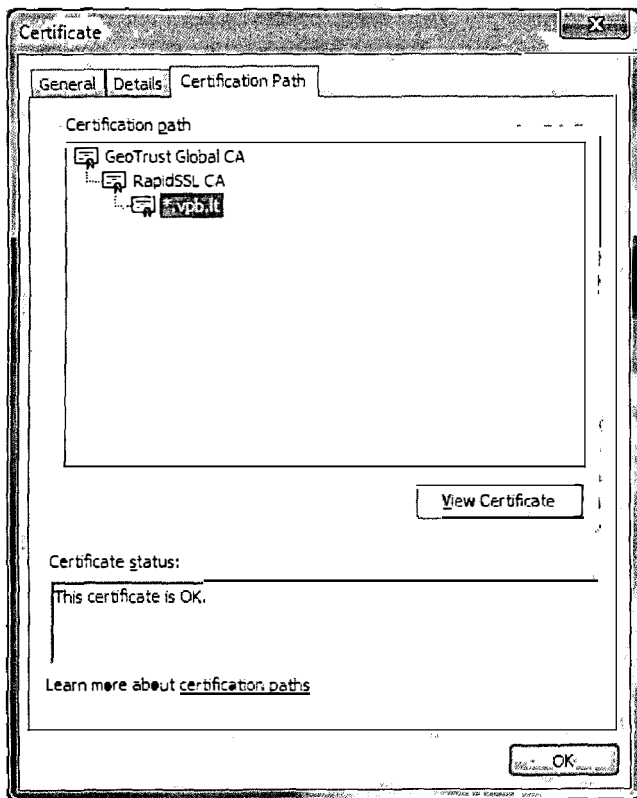 Certificate
General Details Certification Path
Certification path
GeoTrust Global CA
RapidSSL CA
*.vpb.lt
View Certificate
Certificate status:
This certificate is OK.
Learn more about certification paths
OK